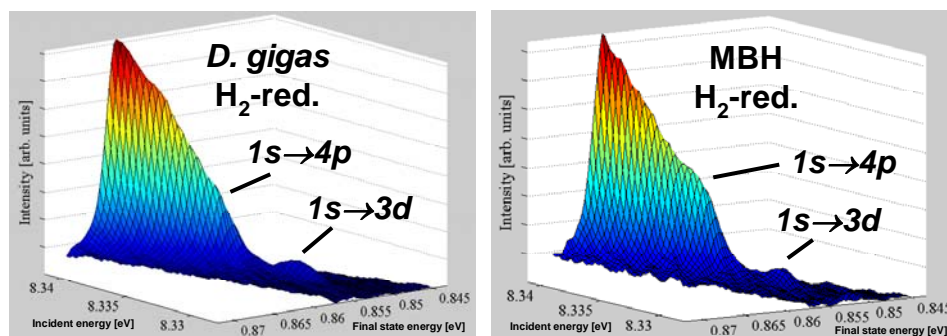 D. gigas
H2-red.
1s→4p
1s→3d
Intensity [arb. units]
8.34
8.335
8.33
Incident energy [eV]
0.87
0.865
0.86
0.855
0.85
0.845
Final state energy [eV]
MBH
H2-red.
1s→4p
1s→3d
Intensity [arb. units]
8.34
8.335
8.33
Incident energy [eV]
0.87
0.865
0.86
0.855
0.85
0.845
Final state energy [eV]